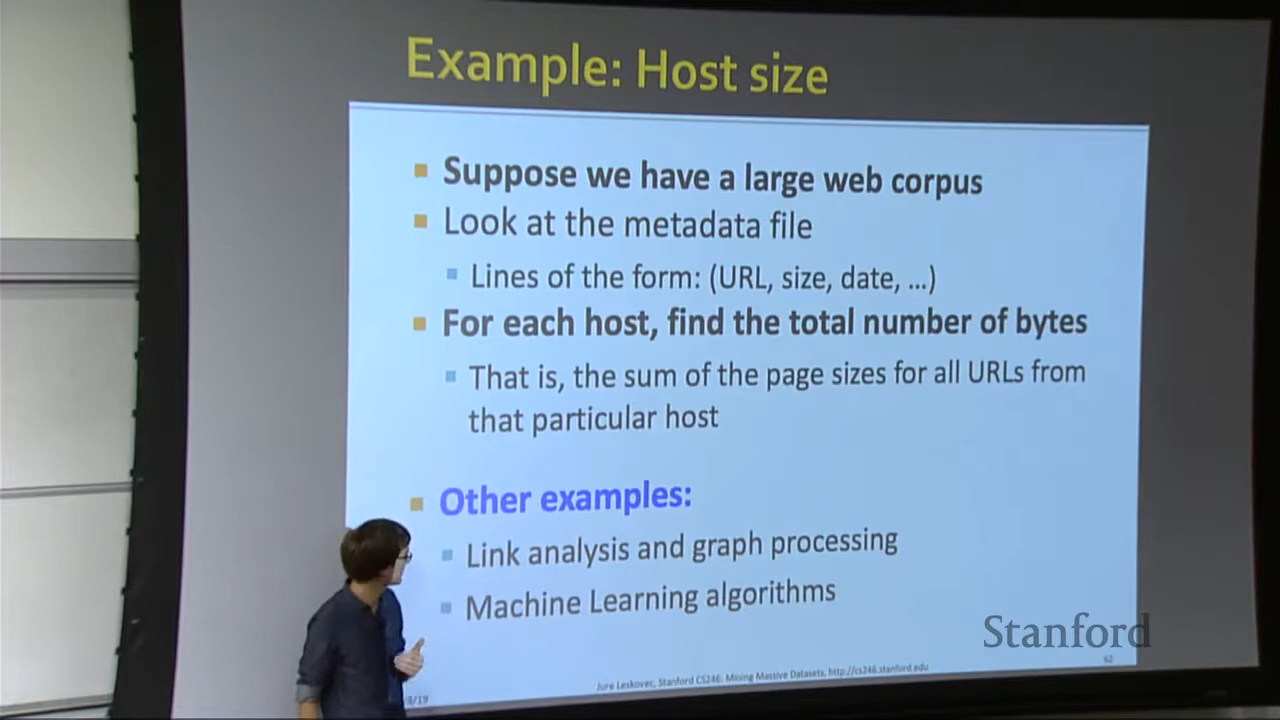 Example: Host size
Suppose we have a large web corpus
Look at the metadata file
Lines of the form: (URL, size, date, …)
For each host, find the total number of bytes
That is, the sum of the page sizes for all URLs from
that particular host
Other examples:
Link analysis and graph processing
Machine Learning algorithms
Stanford
62
Jure Leskovec, Stanford CS246: Mining Massive Datasets, http://cs246.stanford.edu
/8/19